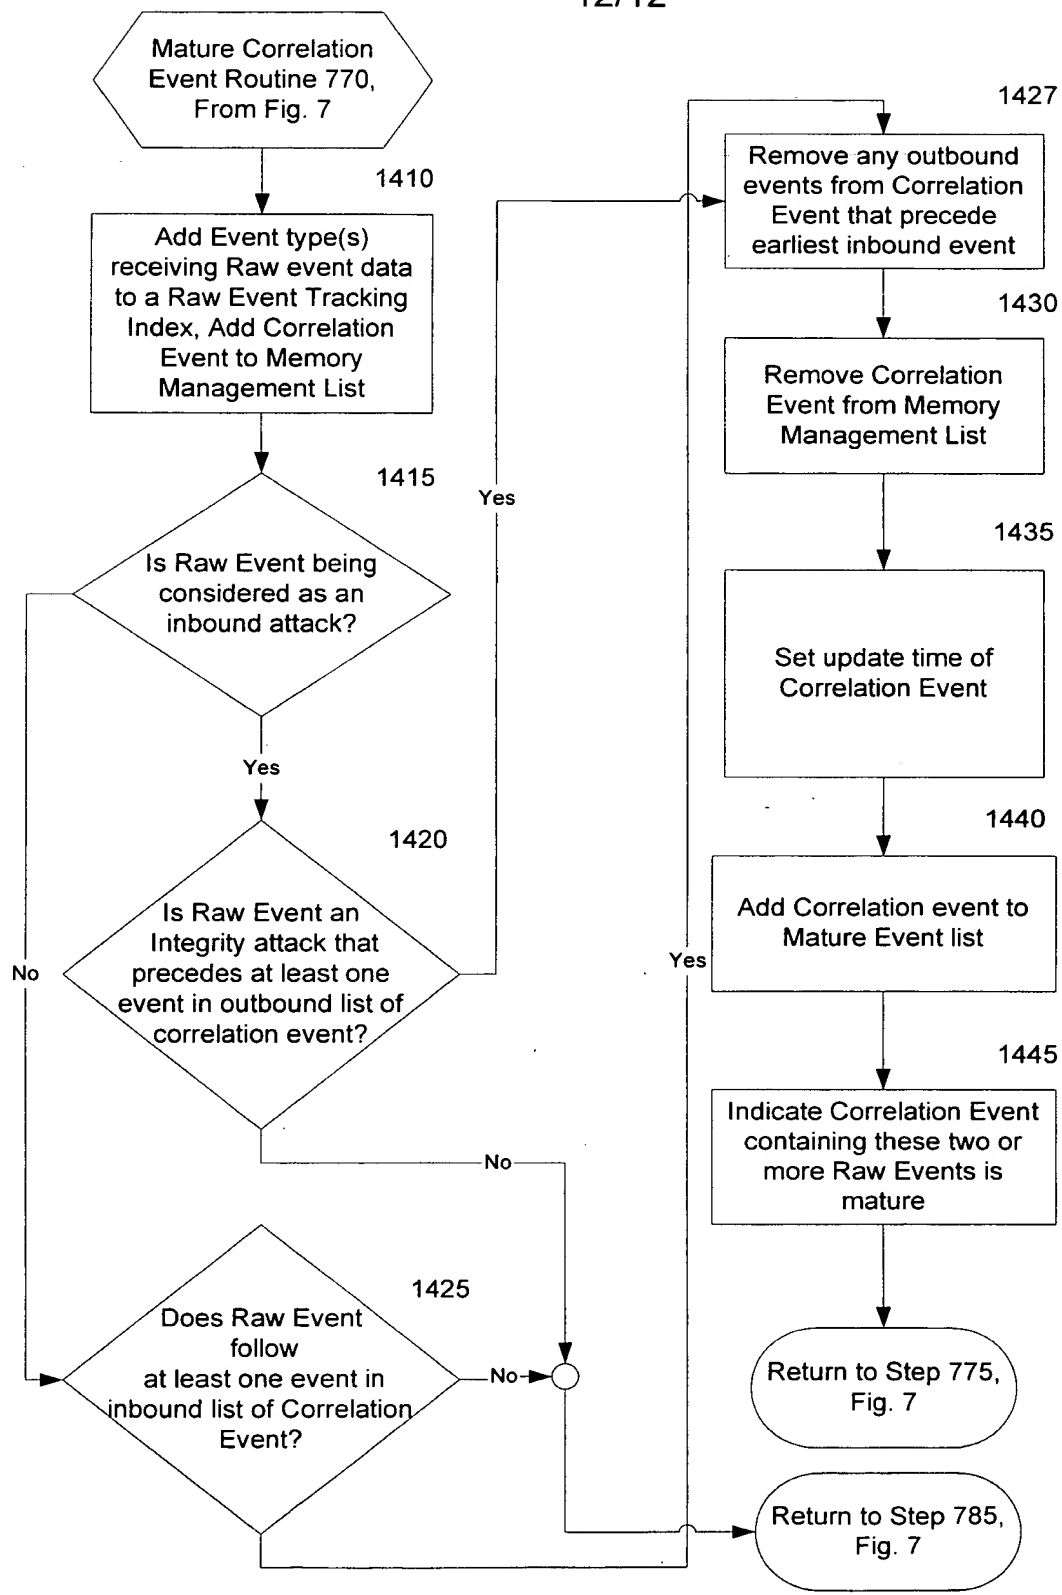 12/12
Mature Correlation
Event Routine 770,
From Fig. 7
1410
Add Event type(s)
receiving Raw event data
to a Raw Event Tracking
Index, Add Correlation
Event to Memory
Management List
1415
Is Raw Event being
considered as an
inbound attack?
Yes
No
1420
Is Raw Event an
Integrity attack that
precedes at least one
event in outbound list of
correlation event?
Yes
No
1425
Does Raw Event
follow
at least one event in
inbound list of Correlation
Event?
No
Yes
1427
Remove any outbound
events from Correlation
Event that precede
earliest inbound event
1430
Remove Correlation
Event from Memory
Management List
1435
Set update time of
Correlation Event
1440
Add Correlation event to
Mature Event list
1445
Indicate Correlation Event
containing these two or
more Raw Events is
mature
Return to Step 775,
Fig. 7
Return to Step 785,
Fig. 7